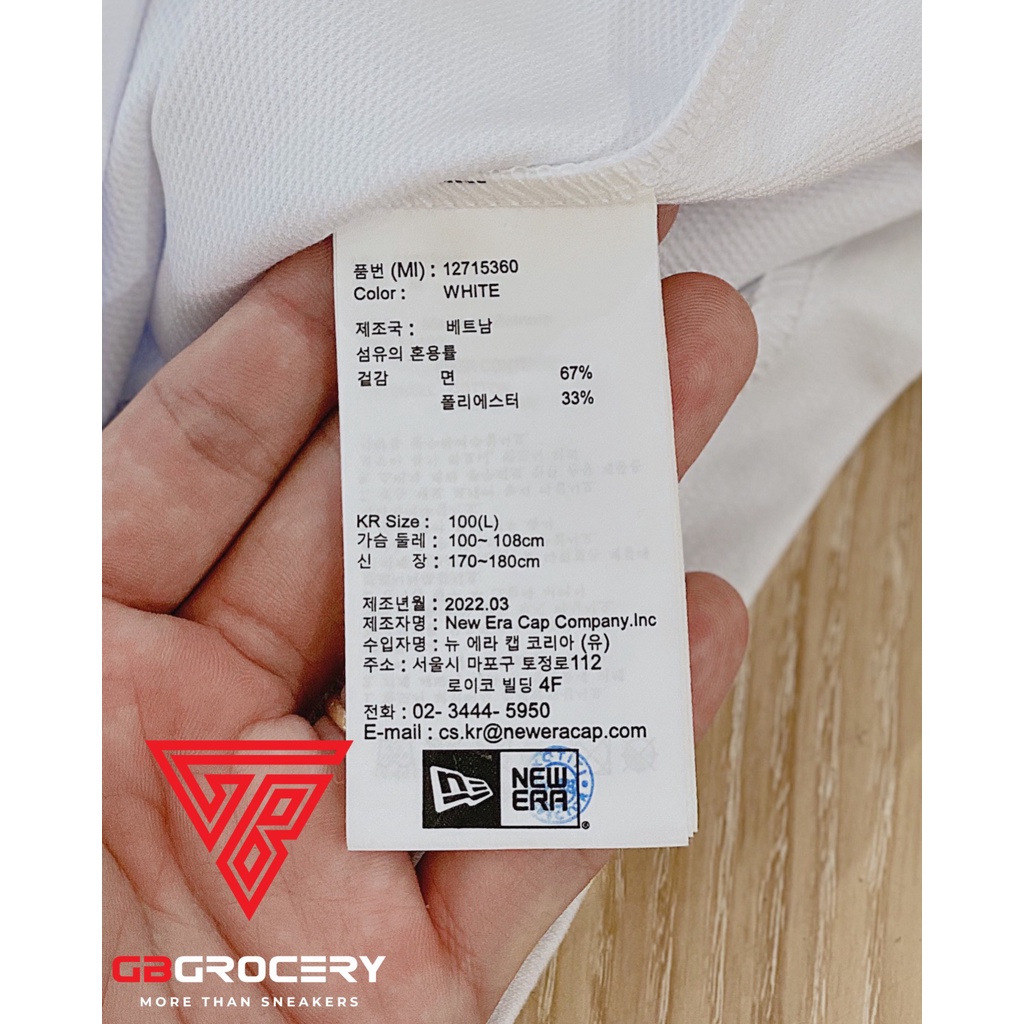 품번 (MI) : 12715360
Color : WHITE
제조국 : 베트남
섬유의 혼용률
겉감 면 67%
폴리에스터 33%
KR Size : 100(L)
가슴 둘레 : 100~ 108cm
신 장 : 170~180cm
제조년월 : 2022.03
제조자명 : New Era Cap Company.Inc
수입자명 : 뉴 에라 캡 코리아 (유)
주소 : 서울시 마포구 토정로112
로이코 빌딩 4F
전화 : 02- 3444- 5950
E-mail : cs.kr@neweracap.com
NEW
ERA
GBGROCERY
MORE THAN SNEAKERS